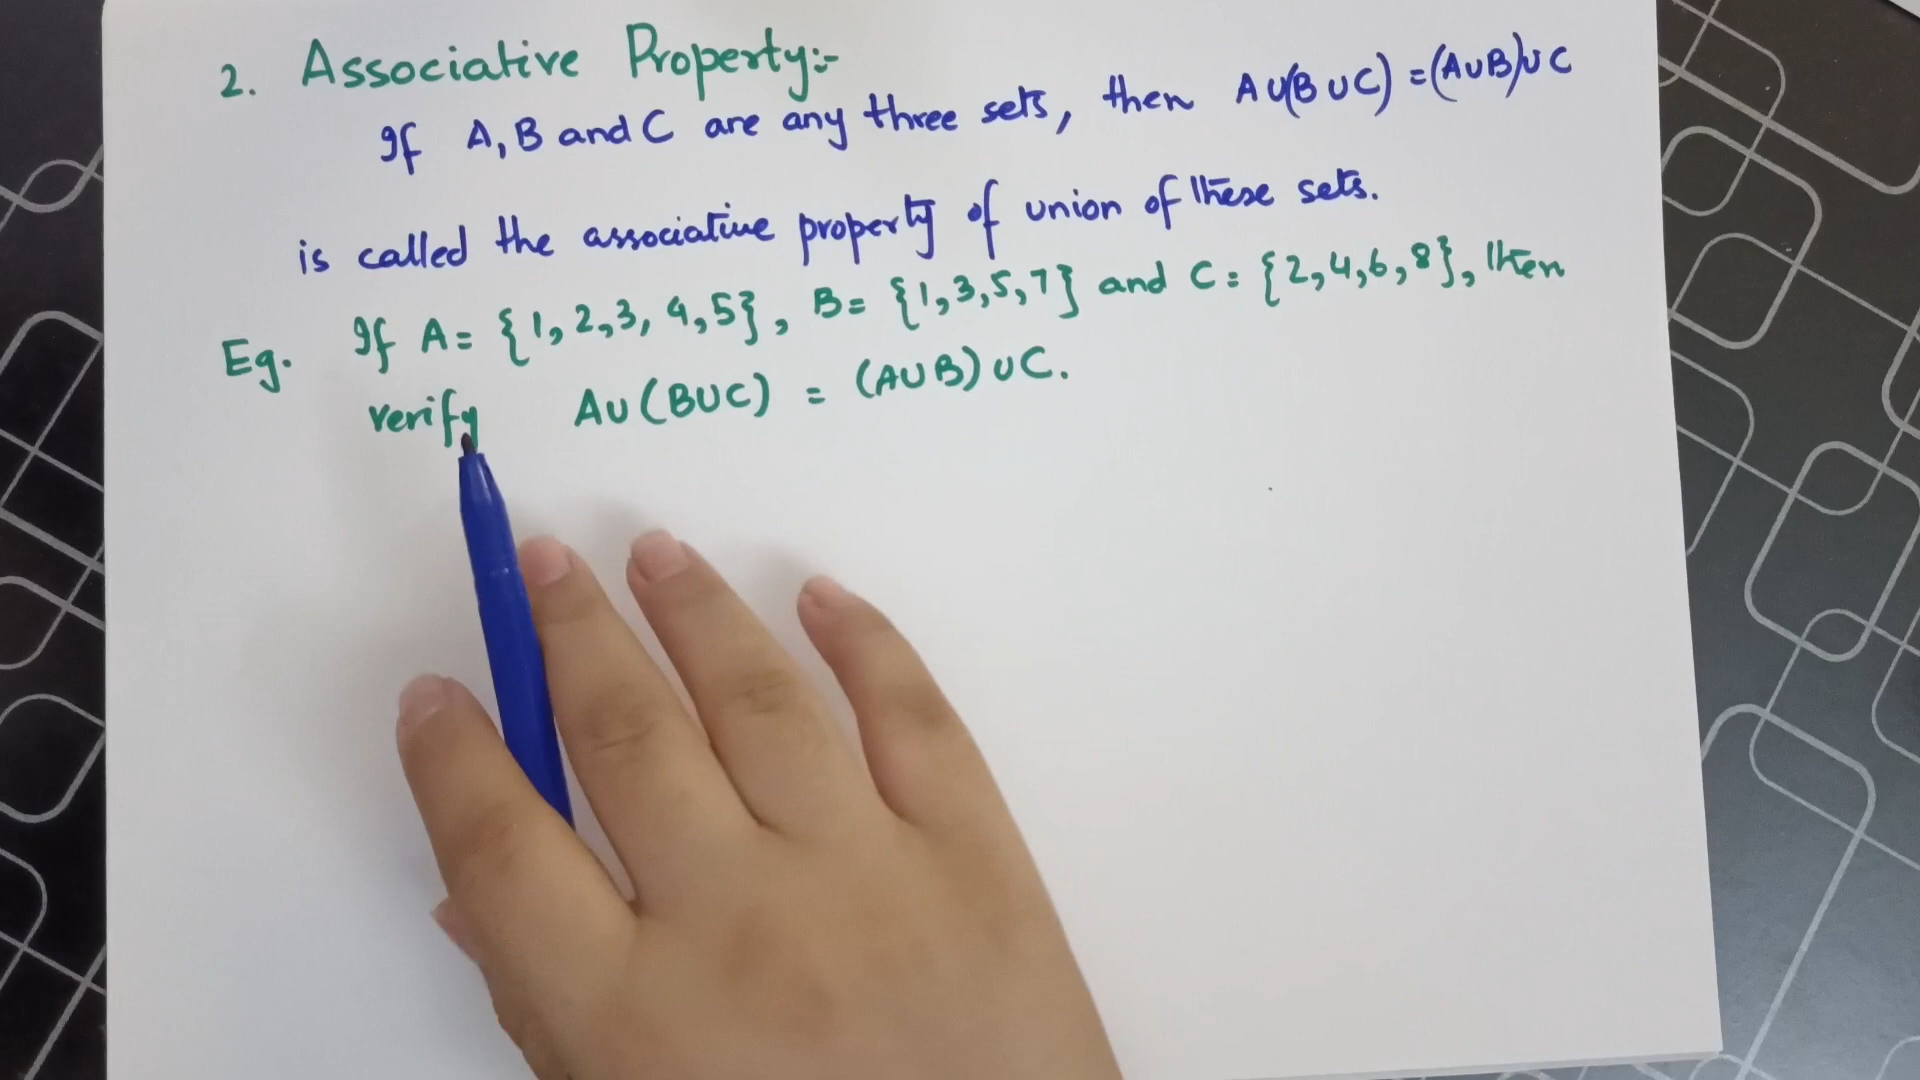 2. Associative Property:-
If A, B and C are any three sets, then A∪(B∪C) = (A∪B)∪C
is called the associative property of union of these sets.
Eg. If A = {1, 2, 3, 4, 5}, B = {1, 3, 5, 7} and C = {2, 4, 6, 8}, then
verify A∪(B∪C) = (A∪B)∪C.